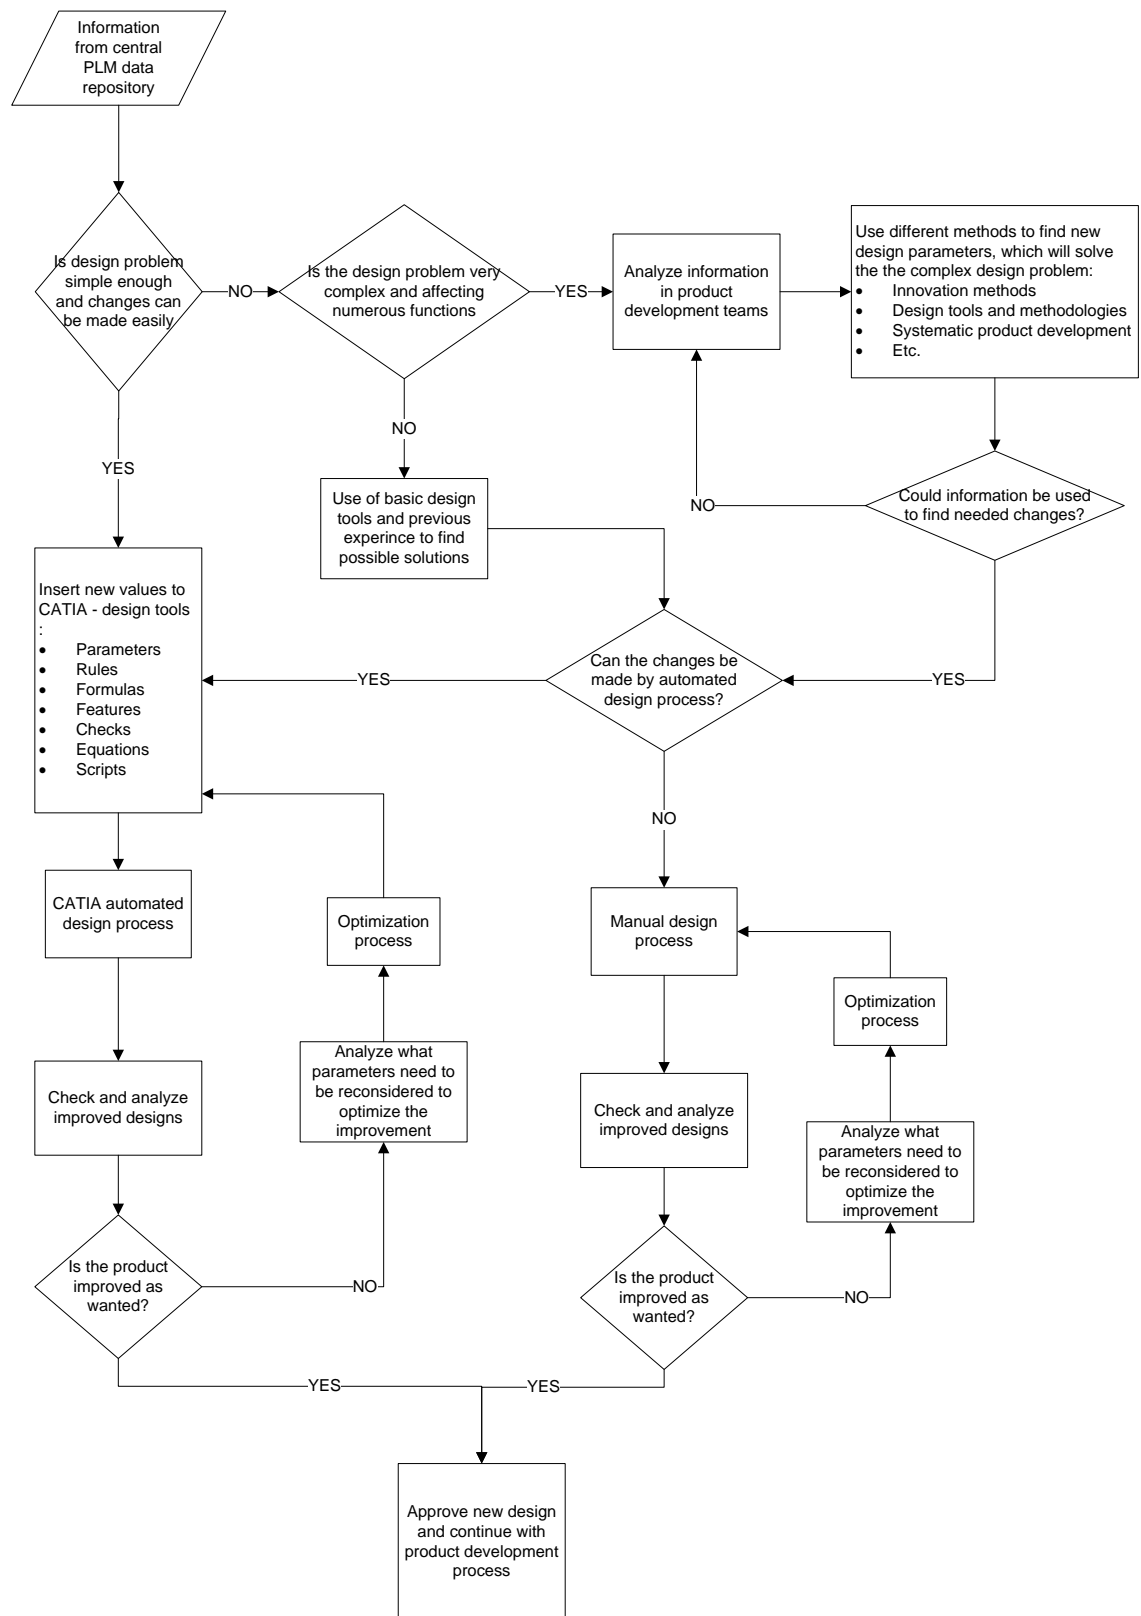 Information
from central
PLM data
repository
Is design problem
simple enough
and changes can
be made easily
NO
Is the design problem very
complex and affecting
numerous functions
YES
Analyze information
in product
development teams
Use different methods to find new
design parameters, which will solve
the the complex design problem:
• Innovation methods
• Design tools and methodologies
• Systematic product development
• Etc.
YES
NO
NO
Could information be used
to find needed changes?
Use of basic design
tools and previous
experince to find
possible solutions
Insert new values to
CATIA - design tools
:
• Parameters
• Rules
• Formulas
• Features
• Checks
• Equations
• Scripts
YES
Can the changes be
made by automated
design process?
YES
NO
CATIA automated
design process
Optimization
process
Manual design
process
Optimization
process
Check and analyze
improved designs
Analyze what
parameters need to
be reconsidered to
optimize the
improvement
Check and analyze
improved designs
Analyze what
parameters need to
be reconsidered to
optimize the
improvement
Is the product
improved as
wanted?
NO
Is the product
improved as
wanted?
NO
YES
YES
Approve new design
and continue with
product development
process